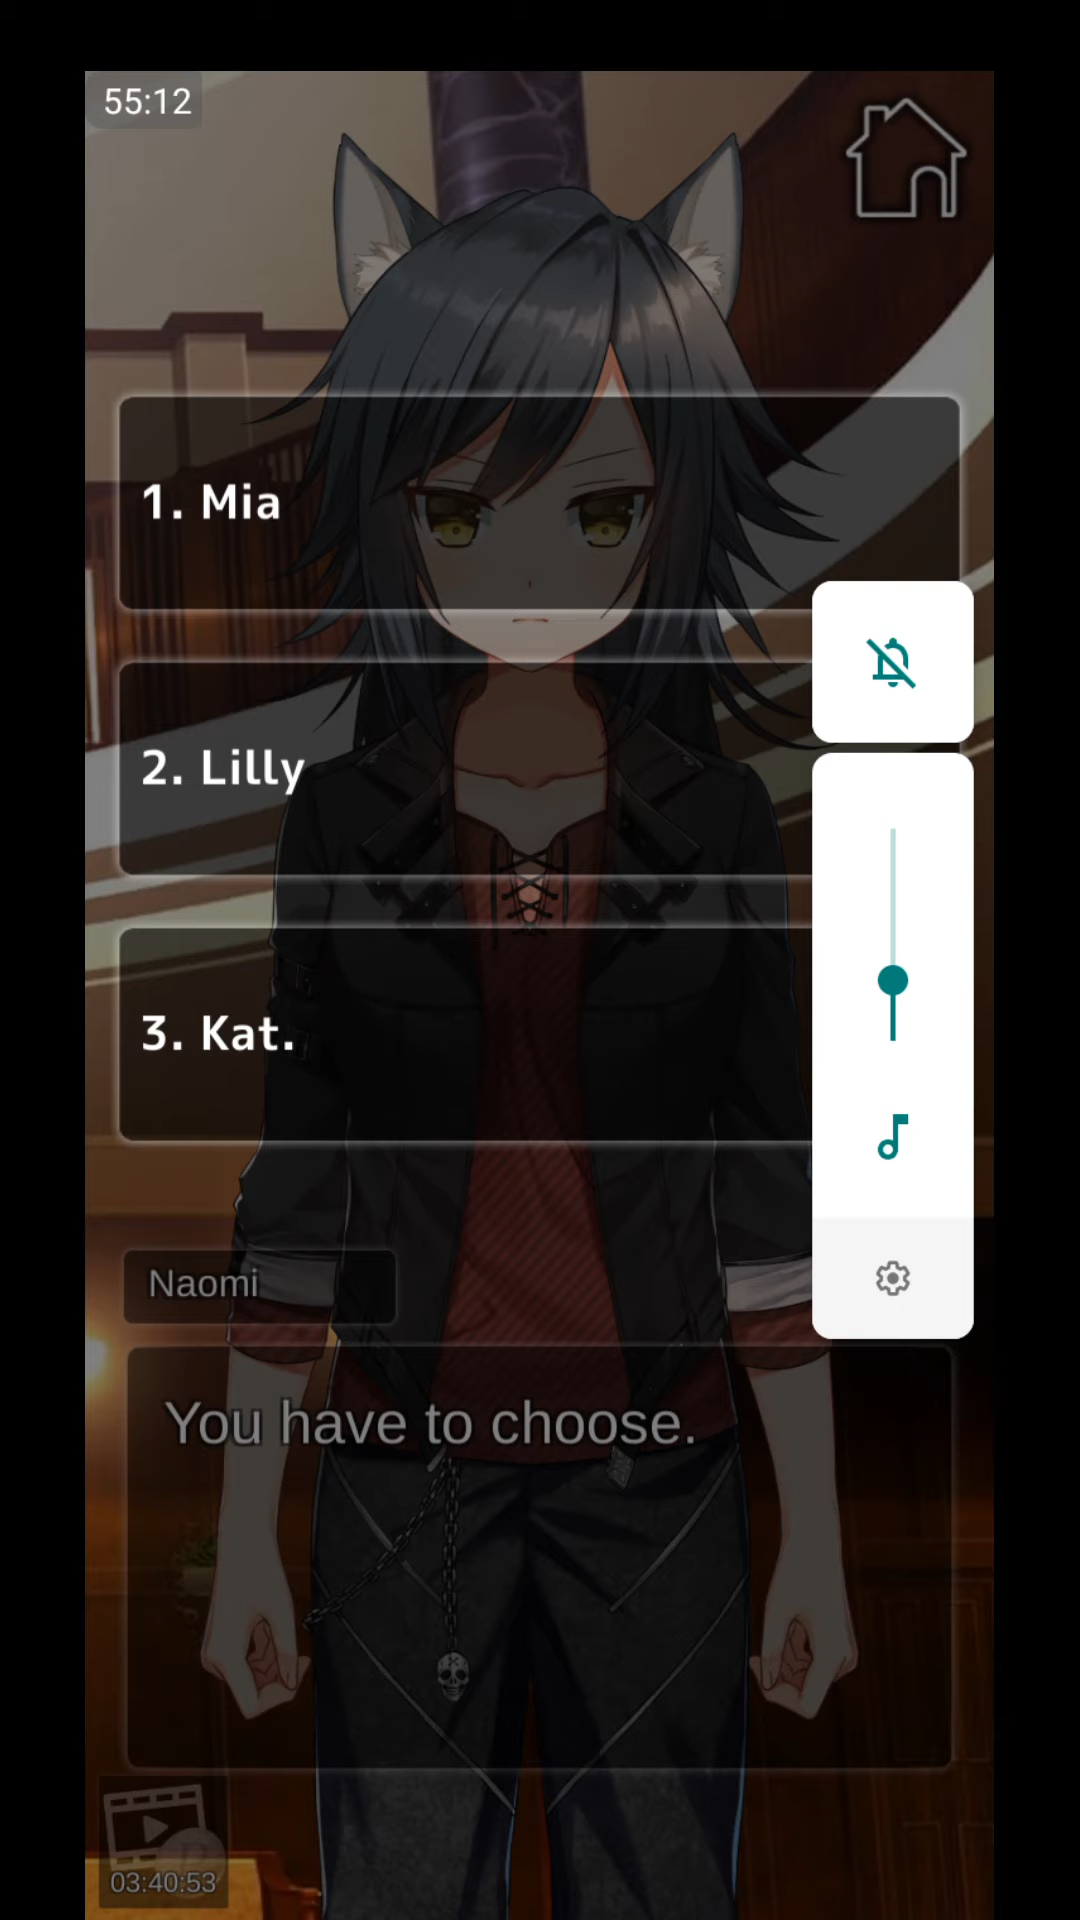 55:12
1. Mia
2. Lilly
3. Kat.
Naomi
You have to choose.
03:40:53